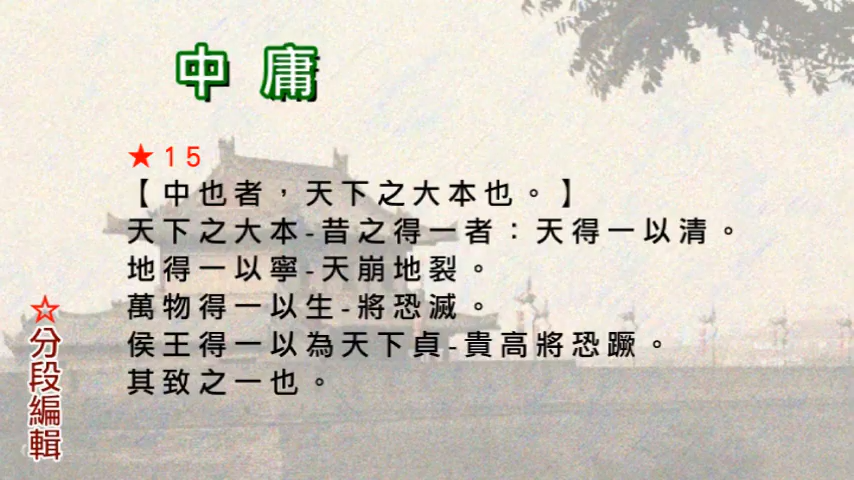 中庸
★15
【中也者，天下之大本也。】
天下之大本-昔之得一者：天得一以清。
地得一以寧-天崩地裂。
萬物得一以生-將恐滅。
侯王得一以為天下貞-貴高將恐蹶。
其致之一也。
☆分段編輯